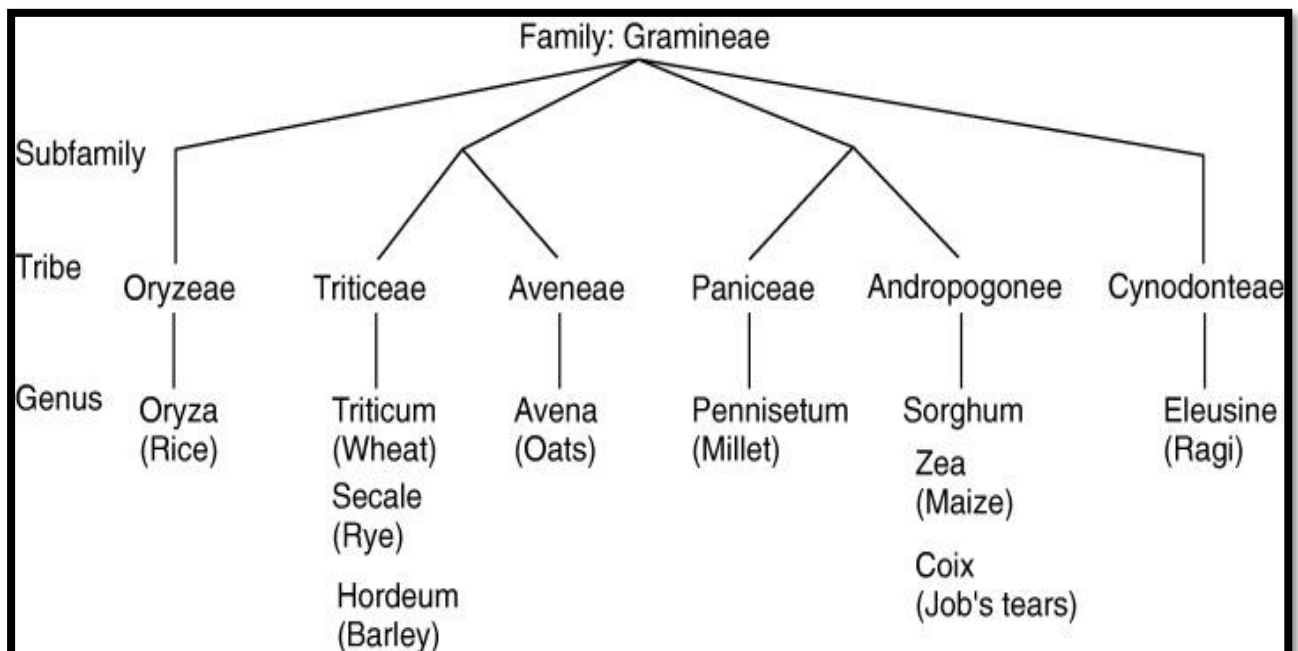 Family: Gramineae
Subfamily
Tribe
Oryzeae Triticeae Aveneae Paniceae Andropogonee Cynodonteae
Genus
Oryza Triticum Avena Pennisetum Sorghum Eleusine
(Rice) (Wheat) (Oats) (Millet) (Ragi)
Zea
Secale
(Maize)
(Rye)
Coix
Hordeum
(Job's tears)
(Barley)